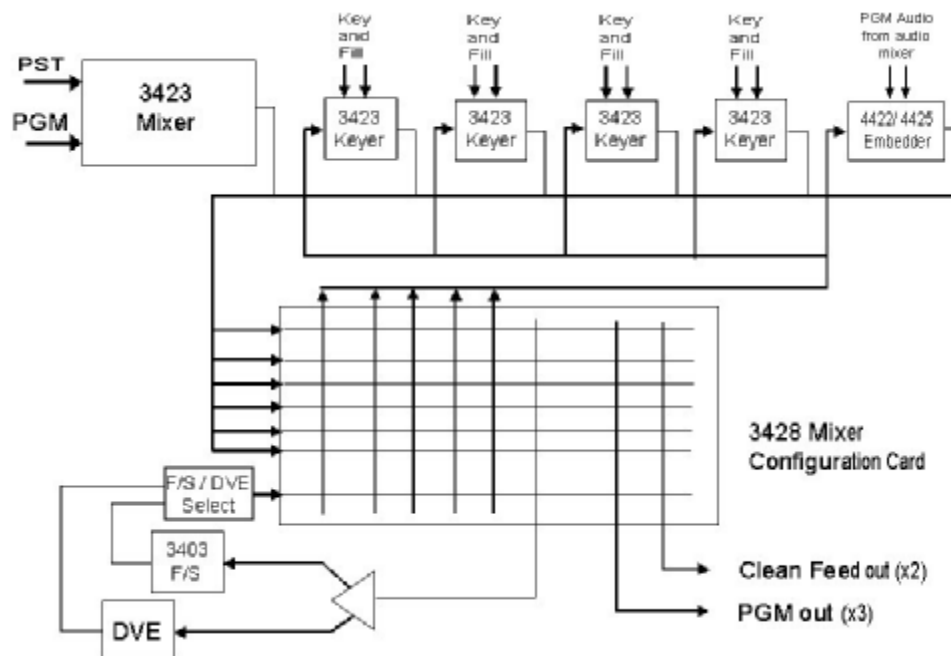 PST
PGM
3423
Mixer
Key
and
Fill
3423
Keyer
Key
and
Fill
3423
Keyer
Key
and
Fill
3423
Keyer
Key
and
Fill
3423
Keyer
PGM Audio
from audio
mixer
4422/ 4425
Embedder
3428 Mixer
Configuration Card
F/S / DVE
Select
3403
F/S
DVE
Clean Feed out (x2)
PGM out (x3)